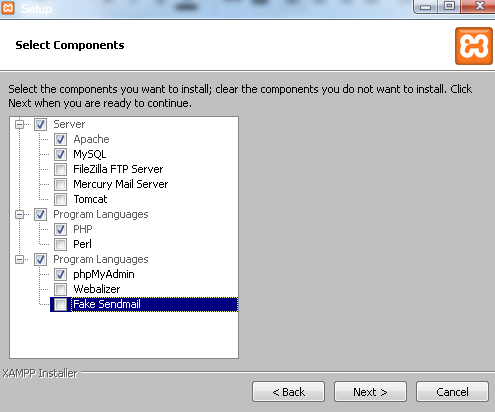 Setup
Select Components
Select the components you want to install; clear the components you do not want to install. Click
Next when you are ready to continue.
Server
Apache
MySQL
FileZilla FTP Server
Mercury Mail Server
Tomcat
Program Languages
PHP
Perl
Program Languages
phpMyAdmin
Webalizer
Fake Sendmail
XAMPP Installer
< Back
Next >
Cancel